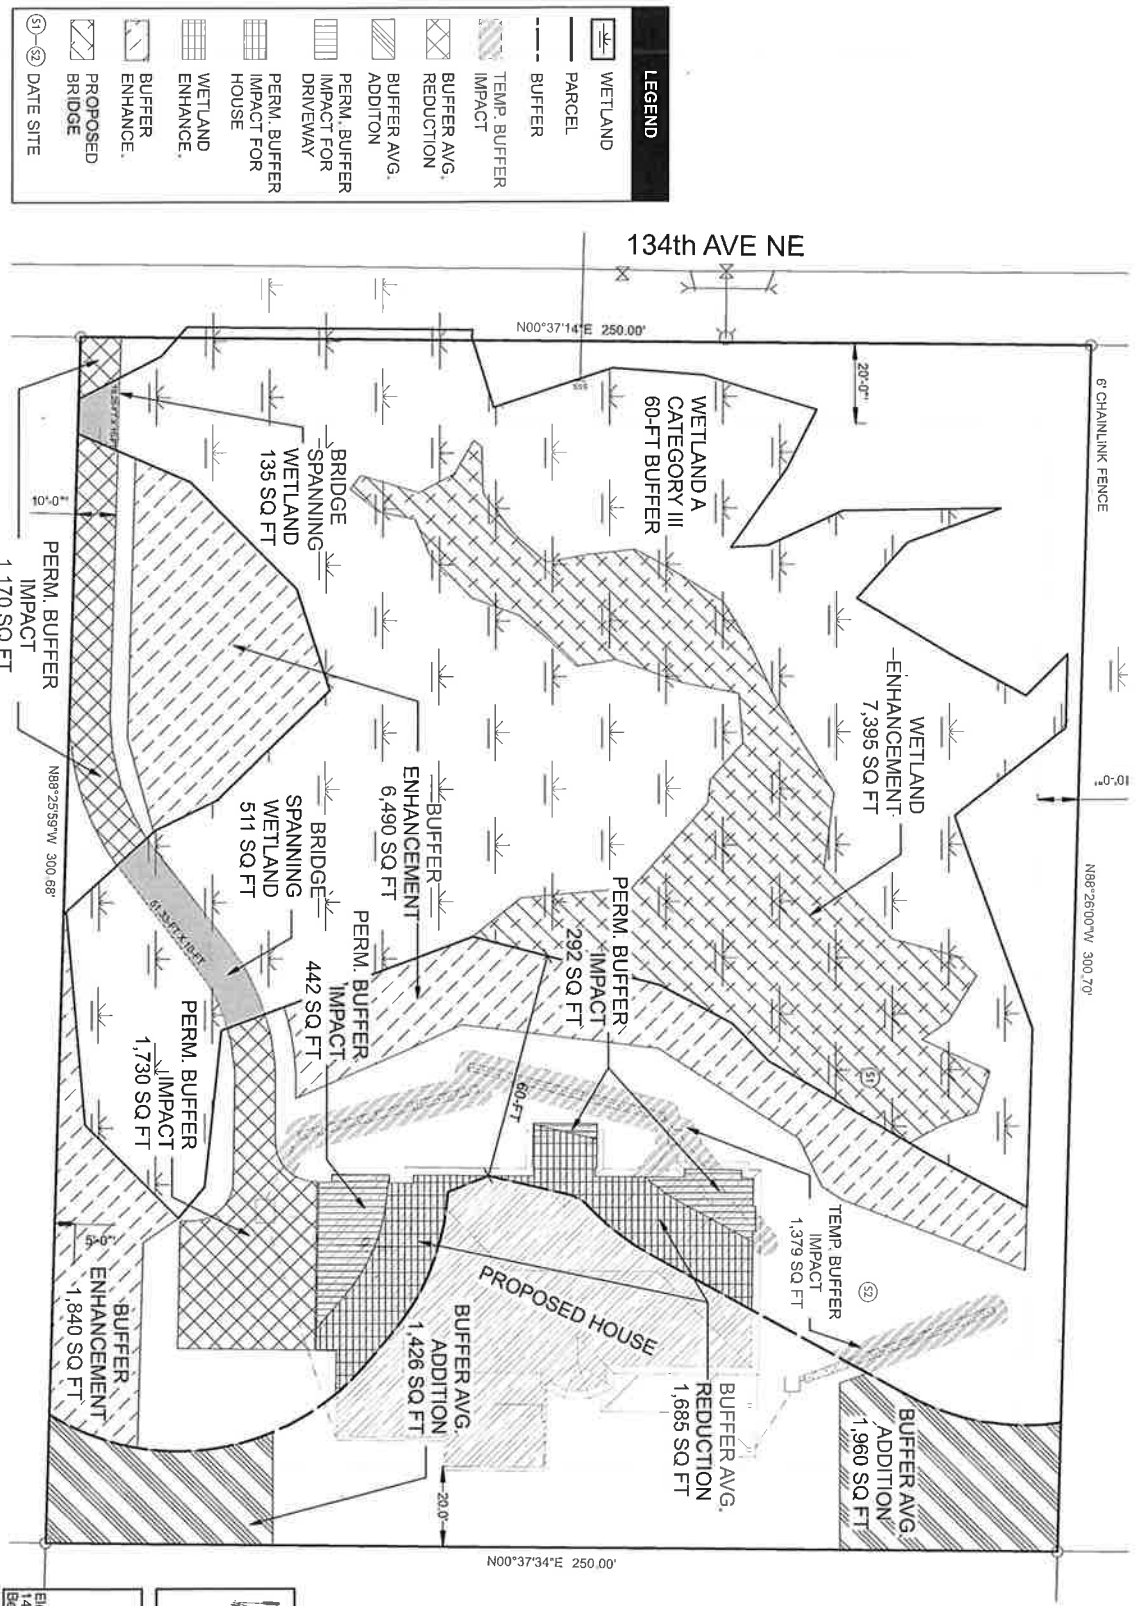 LEGEND
WETLAND
PARCEL
BUFFER
TEMP. BUFFER
IMPACT
BUFFER AVG.
REDUCTION
BUFFER AVG.
ADDITON
PERM. BUFFER
IMPACT FOR
DRIVEWAY
PERM. BUFFER
IMPACT FOR
HOUSE
WETLAND
ENHANCE.
BUFFER
ENHANCE.
PROPOSED
BRIDGE
S1 S2 DATE SITE
134th AVE NE
N00°37'14"E 250.00'
6' CHAINLINK FENCE
20'-0"
10'-0"
N88°26'00"W 300.70'
WETLAND A
CATEGORY III
60-FT BUFFER
WETLAND
ENHANCEMENT
7,395 SQ FT
BRIDGE
SPANNING
WETLAND
135 SQ FT
10'-0"
PERM. BUFFER
IMPACT
1,170 SQ FT
N88°25'59"W 300.68'
BUFFER
ENHANCEMENT
6,490 SQ FT
BRIDGE
SPANNING
WETLAND
511 SQ FT
PERM. BUFFER
IMPACT
292 SQ FT
PERM. BUFFER
IMPACT
442 SQ FT
PERM. BUFFER
IMPACT
1,730 SQ FT
60-FT
S1
TEMP. BUFFER
IMPACT
1,379 SQ FT
S2
5'-0"
BUFFER
ENHANCEMENT
1,840 SQ FT
PROPOSED HOUSE
BUFFER AVG.
ADDITION
1,426 SQ FT
BUFFER AVG.
REDUCTION
1,685 SQ FT
BUFFER AVG.
ADDITION
1,960 SQ FT
20.0'
N00°37'34"E 250.00'